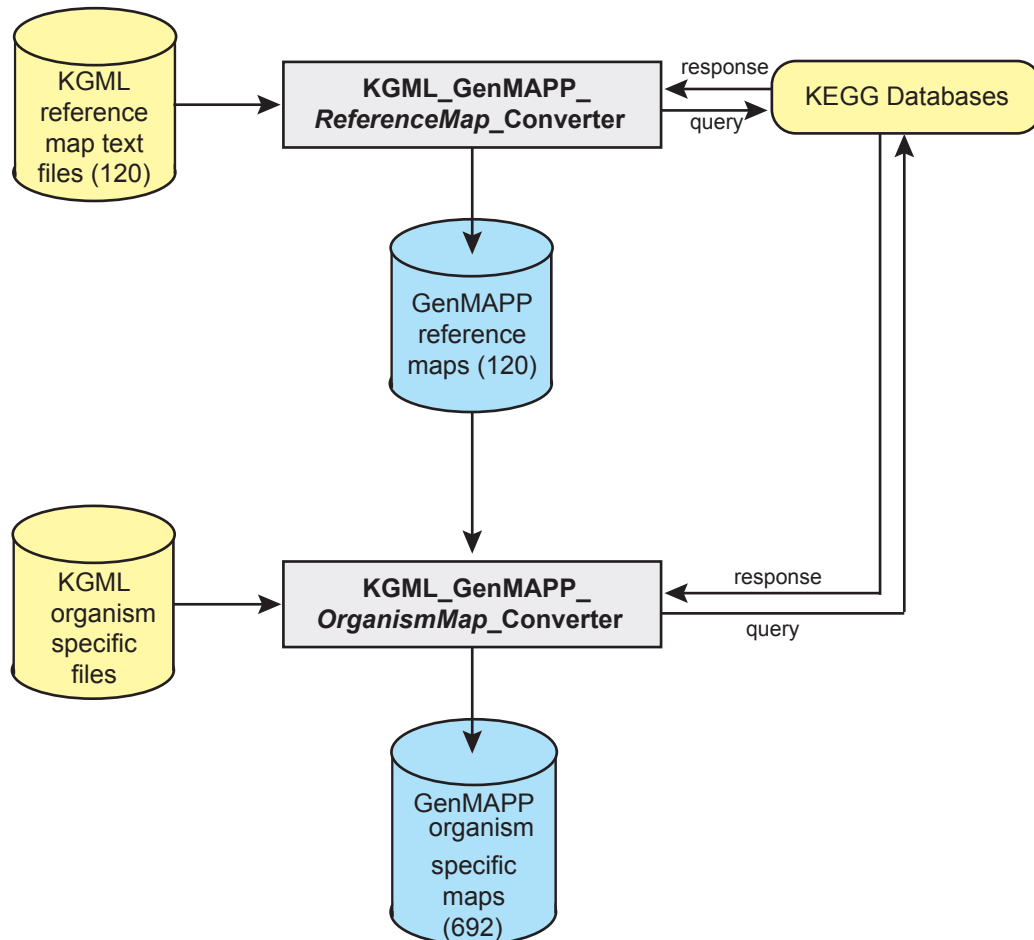 KGML
reference
map text
files (120)
KGML_GenMAPP_
ReferenceMap_Converter
response
query
KEGG Databases
GenMAPP
reference
maps (120)
KGML
organism
specific
files
KGML_GenMAPP_
OrganismMap_Converter
response
query
GenMAPP
organism
specific
maps
(692)